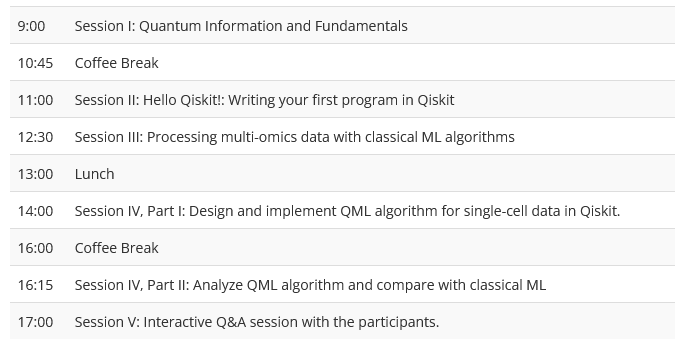 9:00 Session I: Quantum Information and Fundamentals
10:45 Coffee Break
11:00 Session II: Hello Qiskit!: Writing your first program in Qiskit
12:30 Session III: Processing multi-omics data with classical ML algorithms
13:00 Lunch
14:00 Session IV, Part I: Design and implement QML algorithm for single-cell data in Qiskit.
16:00 Coffee Break
16:15 Session IV, Part II: Analyze QML algorithm and compare with classical ML
17:00 Session V: Interactive Q&A session with the participants.